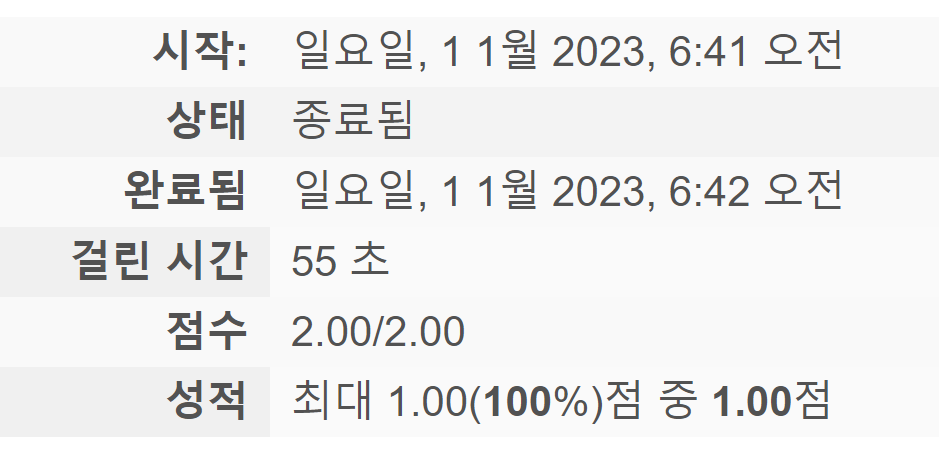 시작: 일요일, 1 1월 2023, 6:41 오전
상태 종료됨
완료됨 일요일, 1 1월 2023, 6:42 오전
걸린 시간 55 초
점수 2.00/2.00
성적 최대 1.00(100%)점 중 1.00점